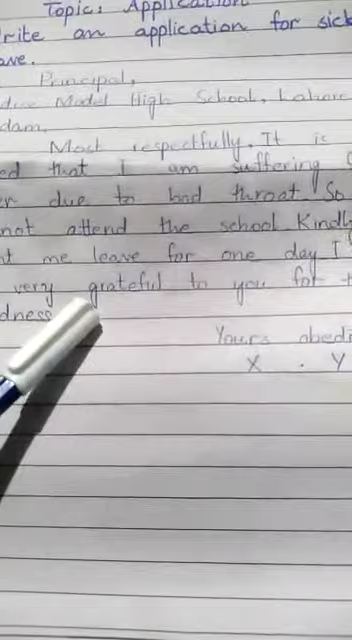 Topic: Application
rite an application for sick
ave.
Principal,
Model High School, Lahore
dam,
Most respectfully, It is
ed that I am suffering
er due to bad throat. So
not attend the school. Kindly
nt me leave for one day I
very grateful to you for
dness
Yours obedi
X . Y